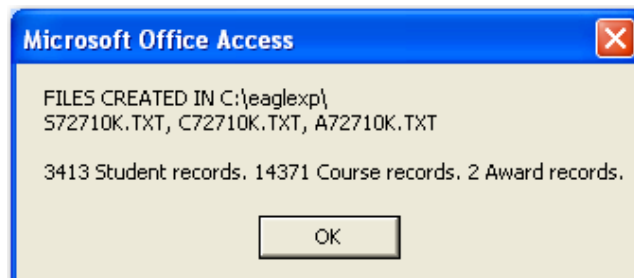 Microsoft Office Access
FILES CREATED IN C:\eaglexp\
S72710K.TXT, C72710K.TXT, A72710K.TXT
3413 Student records. 14371 Course records. 2 Award records.
OK